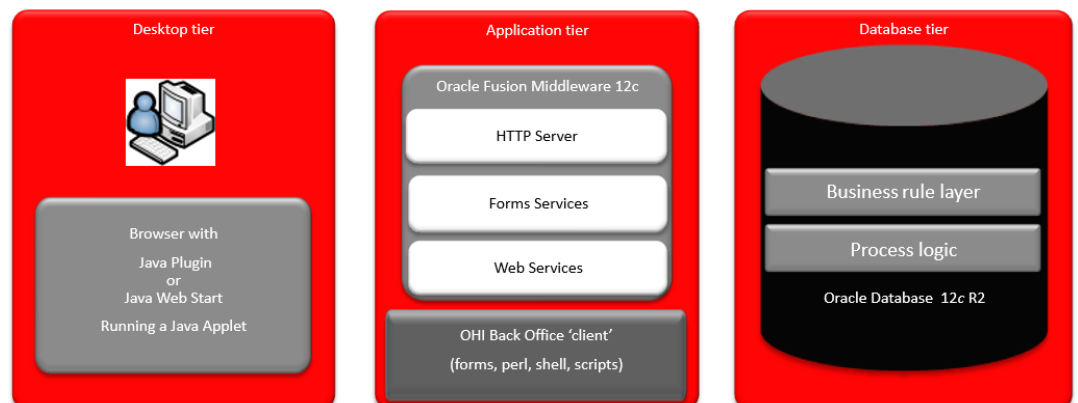 Desktop tier
Browser with
Java Plugin
or
Java Web Start
Running a Java Applet
Application tier
Oracle Fusion Middleware 12c
HTTP Server
Forms Services
Web Services
OHI Back Office ‘client’
(forms, perl, shell, scripts)
Database tier
Business rule layer
Process logic
Oracle Database 12c R2